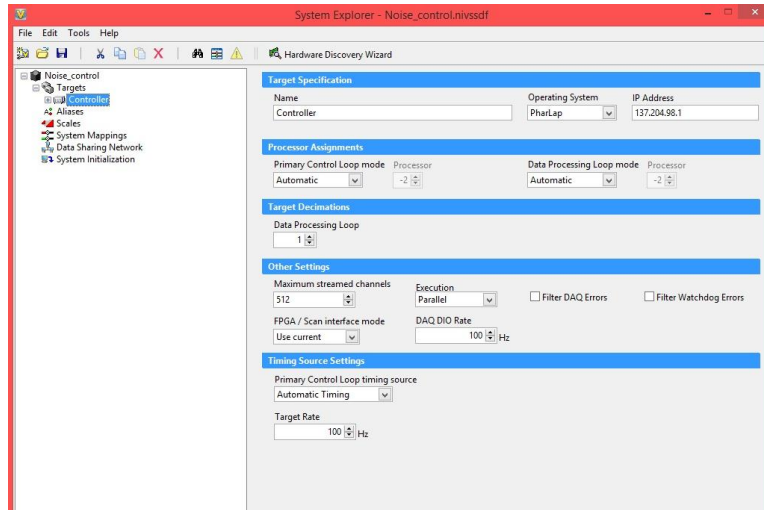 System Explorer - Noise_control.nivssdf
File Edit Tools Help
Hardware Discovery Wizard
Noise_control
Targets
Controller
Aliases
Scales
System Mappings
Data Sharing Network
System Initialization
Target Specification
Name Operating System IP Address
Controller PharLap 137.204.98.1
Processor Assignments
Primary Control Loop mode Processor Data Processing Loop mode Processor
Automatic -2 Automatic -2
Target Decimations
Data Processing Loop
1
Other Settings
Maximum streamed channels Execution
512 Parallel Filter DAQ Errors Filter Watchdog Errors
FPGA / Scan interface mode DAQ DIO Rate
Use current 100 Hz
Timing Source Settings
Primary Control Loop timing source
Automatic Timing
Target Rate
100 Hz